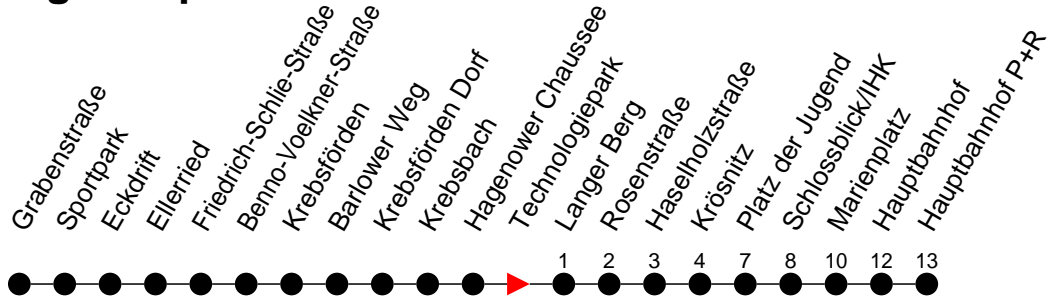 Grabenstraße
Sportpark
Eckdrift
Ellerried
Friedrich-Schlie-Straße
Benno-Voelkner-Straße
Krebsförden
Barlower Weg
Krebsförden Dorf
Krebsbach
Hagenower Chaussee
Technologiepark
Langer Berg
Rosenstraße
Haselholzstraße
Krösnitz
Platz der Jugend
Schlossblick/IHK
Marienplatz
Hauptbahnhof
Hauptbahnhof P+R
1 2 3 4 7 8 10 12 13